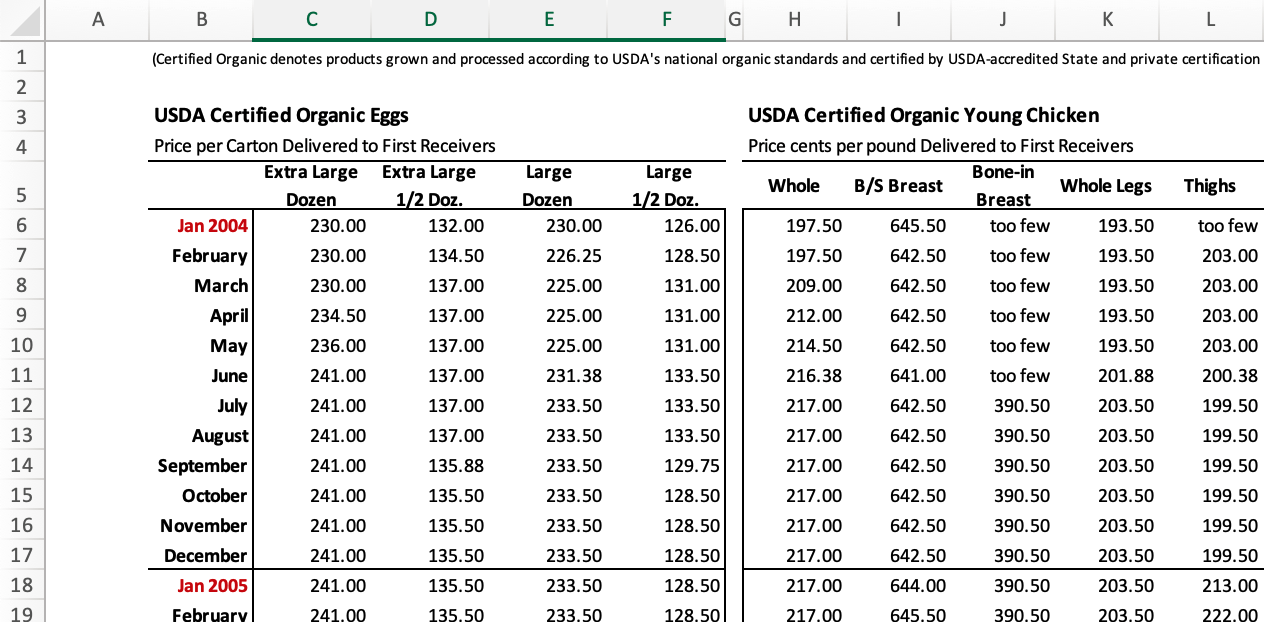 A B C D E F G H I J K L
1 (Certified Organic denotes products grown and processed according to USDA's national organic standards and certified by USDA-accredited State and private certification
2
3 USDA Certified Organic Eggs USDA Certified Organic Young Chicken
4 Price per Carton Delivered to First Receivers Price cents per pound Delivered to First Receivers
Extra Large Extra Large Large Large Bone-in
5 Dozen 1/2 Doz. Dozen 1/2 Doz. Whole B/S Breast Breast Whole Legs Thighs
6 Jan 2004 230.00 132.00 230.00 126.00 197.50 645.50 too few 193.50 too few
7 February 230.00 134.50 226.25 128.50 197.50 642.50 too few 193.50 203.00
8 March 230.00 137.00 225.00 131.00 209.00 642.50 too few 193.50 203.00
9 April 234.50 137.00 225.00 131.00 212.00 642.50 too few 193.50 203.00
10 May 236.00 137.00 225.00 131.00 214.50 642.50 too few 193.50 203.00
11 June 241.00 137.00 231.38 133.50 216.38 641.00 too few 201.88 200.38
12 July 241.00 137.00 233.50 133.50 217.00 642.50 390.50 203.50 199.50
13 August 241.00 137.00 233.50 133.50 217.00 642.50 390.50 203.50 199.50
14 September 241.00 135.88 233.50 129.75 217.00 642.50 390.50 203.50 199.50
15 October 241.00 135.50 233.50 128.50 217.00 642.50 390.50 203.50 199.50
16 November 241.00 135.50 233.50 128.50 217.00 642.50 390.50 203.50 199.50
17 December 241.00 135.50 233.50 128.50 217.00 642.50 390.50 203.50 199.50
18 Jan 2005 241.00 135.50 233.50 128.50 217.00 644.00 390.50 203.50 213.00
19 February 241.00 135.50 233.50 128.50 217.00 645.50 390.50 203.50 222.00